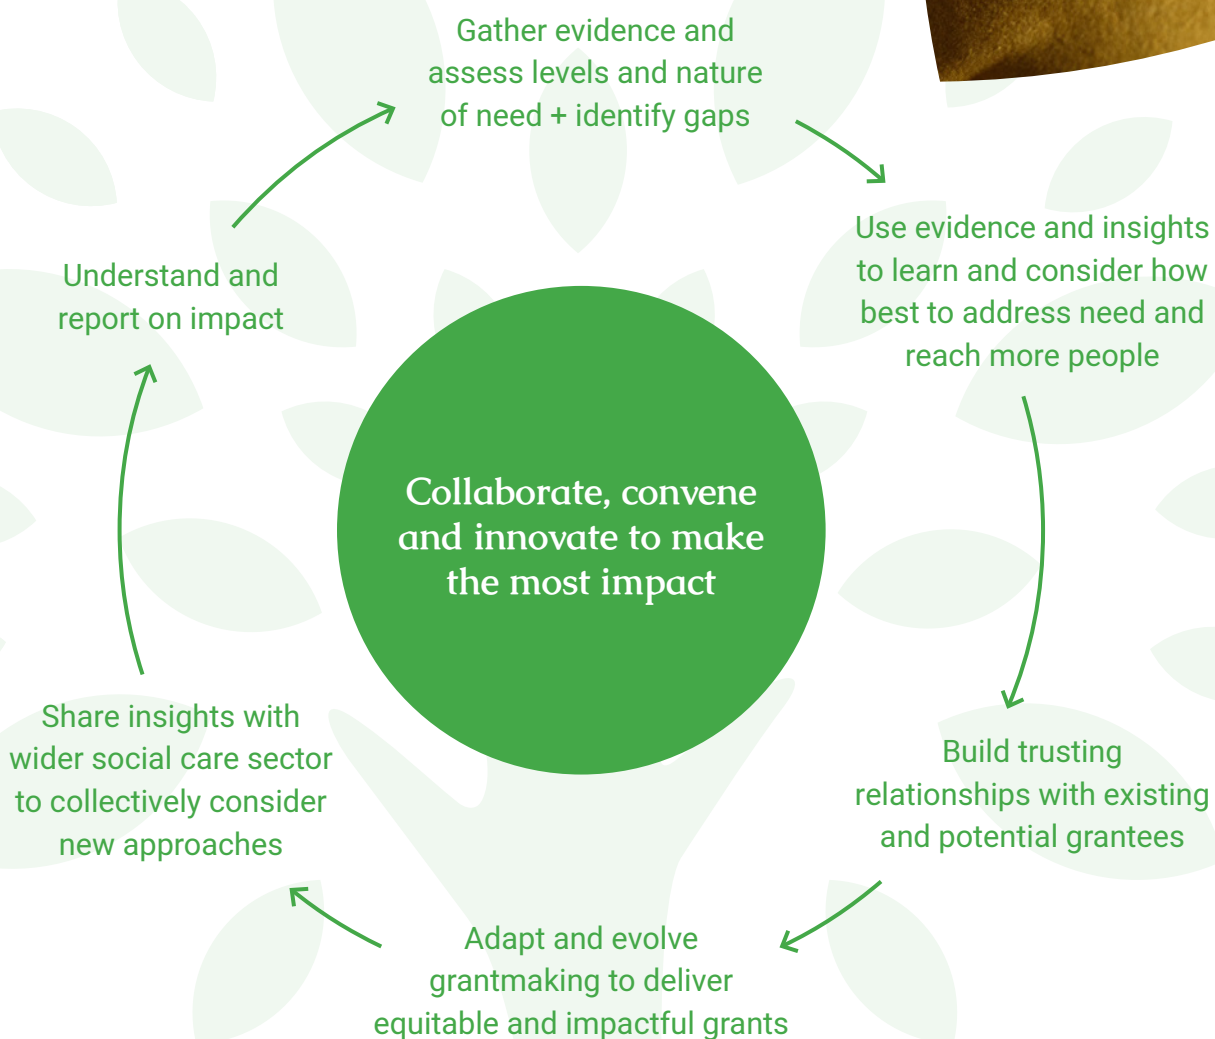 Gather evidence and
assess levels and nature
of need + identify gaps
Use evidence and insights
to learn and consider how
best to address need and
reach more people
Build trusting
relationships with existing
and potential grantees
Adapt and evolve
grantmaking to deliver
equitable and impactful grants
Share insights with
wider social care sector
to collectively consider
new approaches
Understand and
report on impact
Collaborate, convene
and innovate to make
the most impact